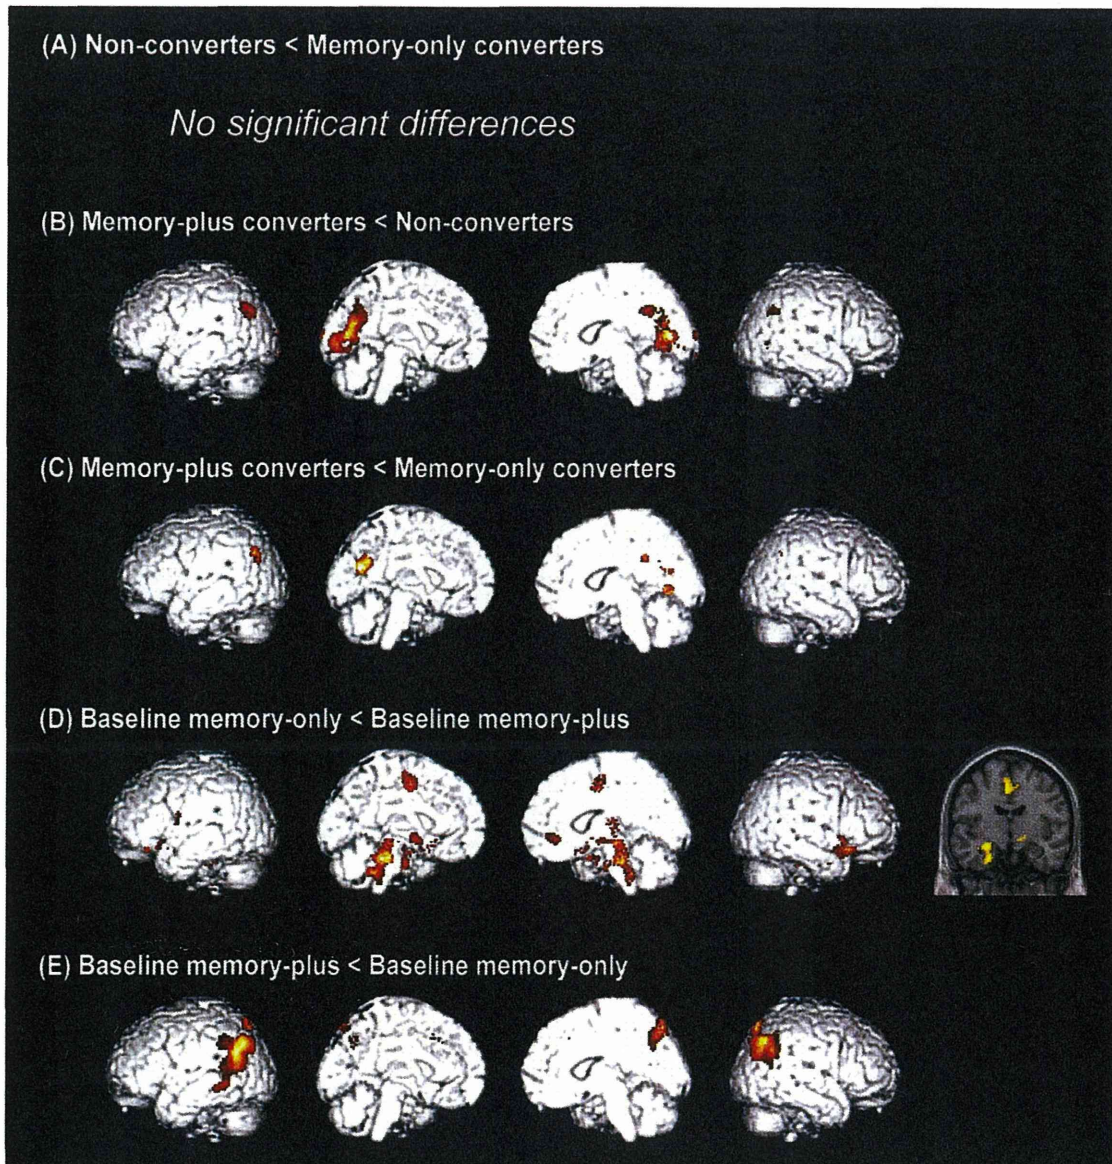 (A) Non-converters < Memory-only converters
No significant differences
(B) Memory-plus converters < Non-converters
(C) Memory-plus converters < Memory-only converters
(D) Baseline memory-only < Baseline memory-plus
(E) Baseline memory-plus < Baseline memory-only